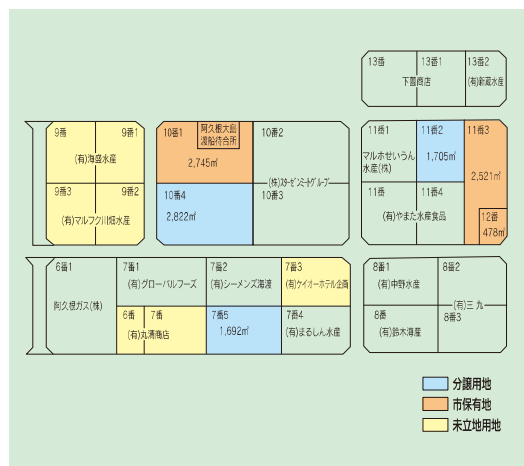 13番 13番1 13番2
下園商店 (有)新蔵水産
9番 9番1
(有)海盛水産
9番3 9番2
(有)マルフク川畑水産
10番1 阿久根大島
渡船待合所
2,745㎡
10番2
10番4
2,822㎡
(株)スターゼンミートグループ
10番3
11番1 11番2 11番3
マルホせいうん
水産(株)
1,705㎡
2,521㎡
11番 11番4
(有)やまた水産食品
12番
478㎡
6番1 7番1 7番2 7番3
阿久根ガス(株)
(有)グローバルフーズ
(有)シーメンズ海渡
(有)ケイオーホテル企画
6番 7番 7番5 7番4
(有)丸清商店
1,692㎡
(有)まるしん水産
8番1 8番2
(有)中野水産
(有)三九
8番 8番3
(有)鈴木海産
分譲用地
市保有地
未立地用地